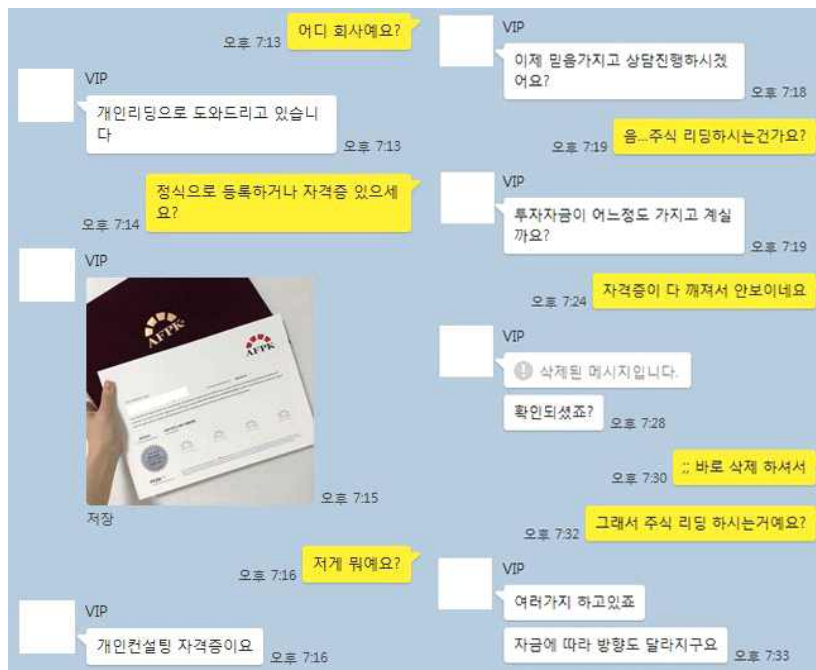 어디 회사예요?
오후 7:13
VIP
개인리딩으로 도와드리고 있습니
다
오후 7:13
정식으로 등록하거나 자격증 있으세
요?
오후 7:14
VIP
AFPK
AFPK
오후 7:15
저장
저게 뭐예요?
오후 7:16
VIP
개인컨설팅 자격증이요
오후 7:16
VIP
이제 믿음가지고 상담진행하시겠
어요?
오후 7:18
음...주식 리딩하시는건가요?
오후 7:19
VIP
투자자금이 어느정도 가지고 계실
까요?
오후 7:19
자격증이 다 깨져서 안보이네요
오후 7:24
VIP
삭제된 메시지입니다.
확인되셨죠?
오후 7:28
;; 바로 삭제 하셔서
오후 7:30
그래서 주식 리딩 하시는거예요?
오후 7:32
VIP
여러가지 하고있죠
자금에 따라 방향도 달라지구요
오후 7:33